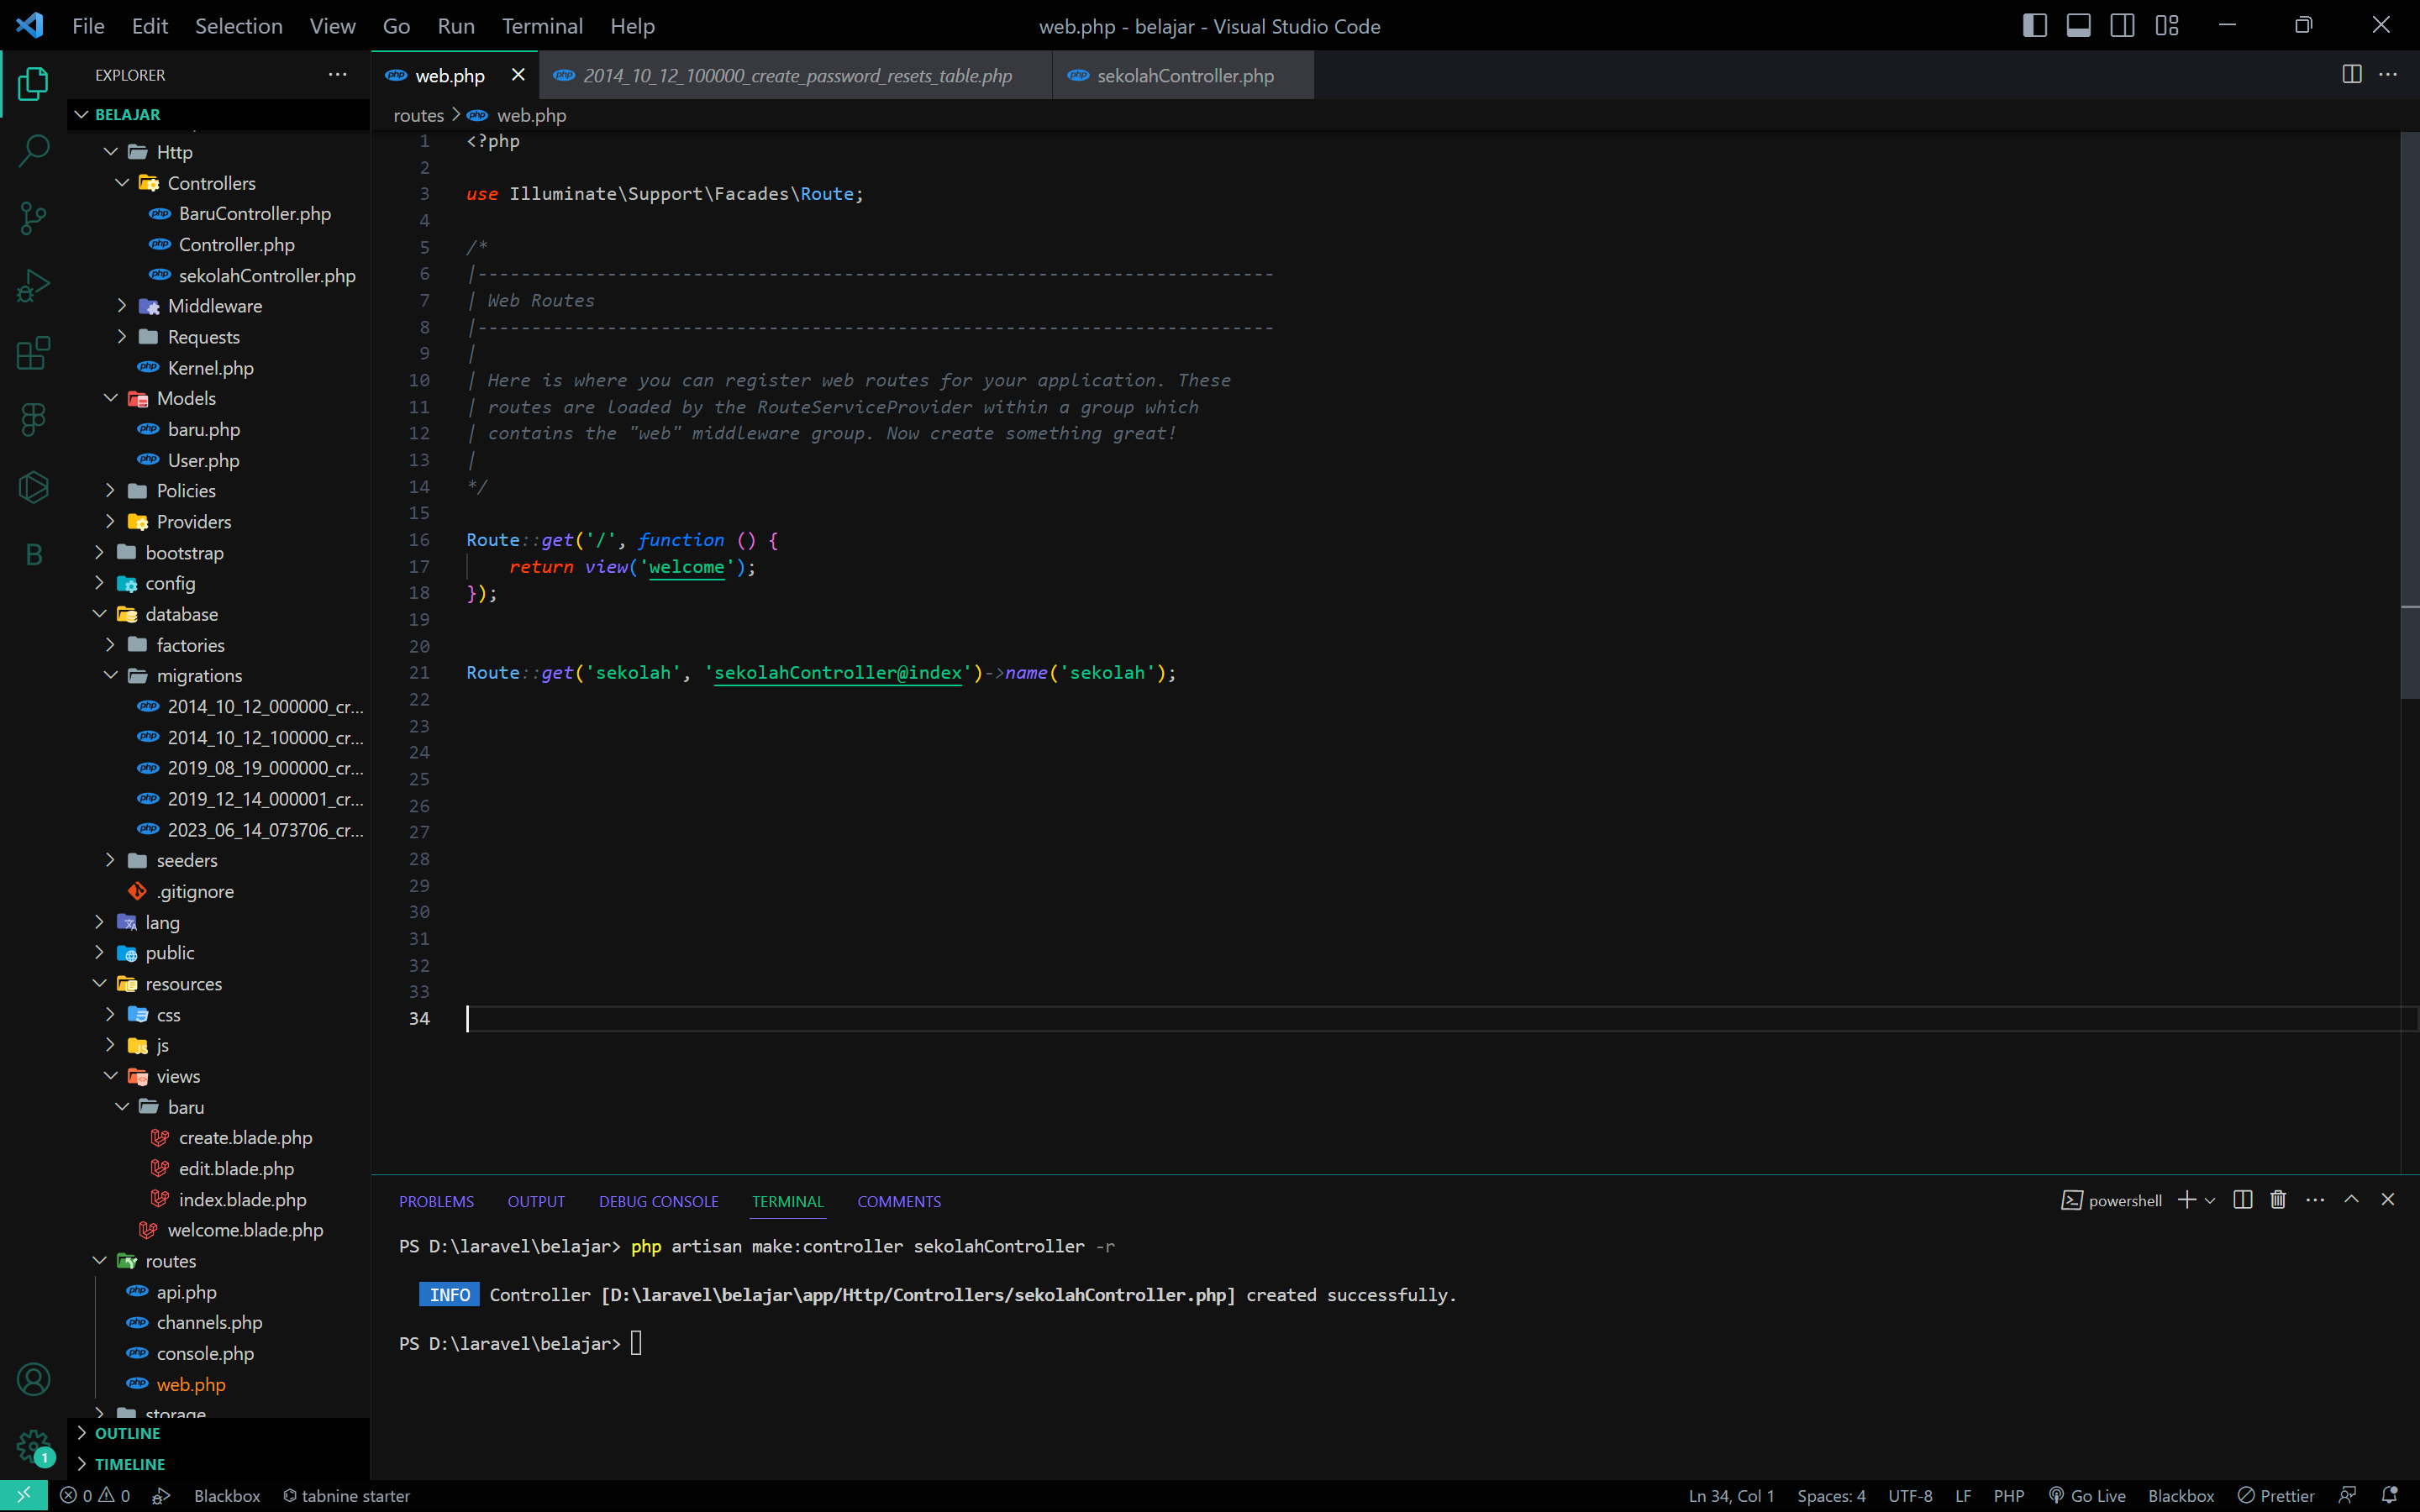 File Edit Selection View Go Run Terminal Help
web.php - belajar - Visual Studio Code
EXPLORER
BELAJAR
Http
Controllers
BaruController.php
Controller.php
sekolahController.php
Middleware
Requests
Kernel.php
Models
baru.php
User.php
Policies
Providers
bootstrap
config
database
factories
migrations
2014_10_12_000000_cr...
2014_10_12_100000_cr...
2019_08_19_000000_cr...
2019_12_14_000001_cr...
2023_06_14_073706_cr...
seeders
.gitignore
lang
public
resources
css
js
views
baru
create.blade.php
edit.blade.php
index.blade.php
welcome.blade.php
routes
api.php
channels.php
console.php
web.php
storage
OUTLINE
TIMELINE
B
1
web.php
2014_10_12_100000_create_password_resets_table.php
sekolahController.php
routes > web.php
1 <?php
2
3 use Illuminate\Support\Facades\Route;
4
5 /*
6 |--------------------------------------------------------------------------
7 | Web Routes
8 |--------------------------------------------------------------------------
9 |
10 | Here is where you can register web routes for your application. These
11 | routes are loaded by the RouteServiceProvider within a group which
12 | contains the "web" middleware group. Now create something great!
13 |
14 */
15
16 Route::get('/', function () {
17     return view('welcome');
18 });
19
20
21 Route::get('sekolah', 'sekolahController@index')->name('sekolah');
22
23
24
25
26
27
28
29
30
31
32
33
34
PROBLEMS OUTPUT DEBUG CONSOLE TERMINAL COMMENTS
powershell
PS D:\laravel\belajar> php artisan make:controller sekolahController -r
INFO Controller [D:\laravel\belajar\app/Http/Controllers/sekolahController.php] created successfully.
PS D:\laravel\belajar>
0 0 Blackbox tabnine starter
Ln 34, Col 1 Spaces: 4 UTF-8 LF PHP Go Live Blackbox Prettier